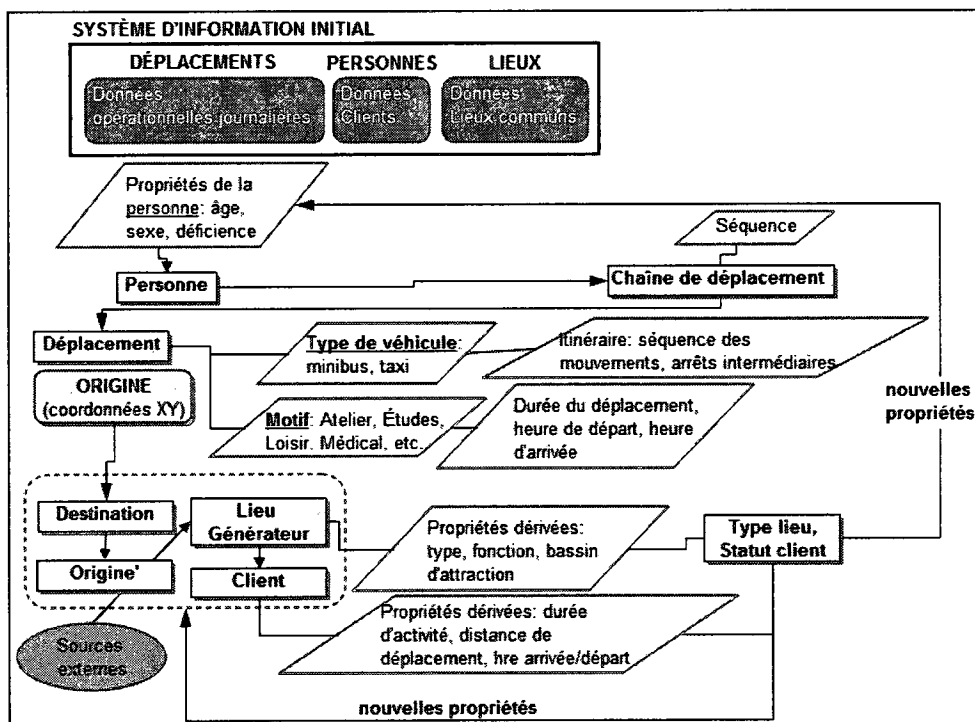 SYSTÈME D'INFORMATION INITIAL
DÉPLACEMENTS PERSONNES LIEUX
Données
opérationnelles journalières
Données
Clients
Données
Lieux communs
Propriétés de la
personne: âge,
sexe, déficience
Séquence
Personne
Chaîne de déplacement
Déplacement
Type de véhicule:
minibus, taxi
Itinéraire: séquence des
mouvements, arrêts intermédiaires
ORIGINE
(coordonnées XY)
nouvelles
propriétés
Motif: Atelier, Études,
Loisir. Médical, etc.
Durée du déplacement,
heure de départ, heure
d'arrivée
Destination
Lieu
Générateur
Propriétés dérivées:
type, fonction, bassin
d'attraction
Type lieu,
Statut client
Origine'
Client
Propriétés dérivées: durée
d'activité, distance de
déplacement, hre arrivée/départ
Sources
externes
nouvelles propriétés